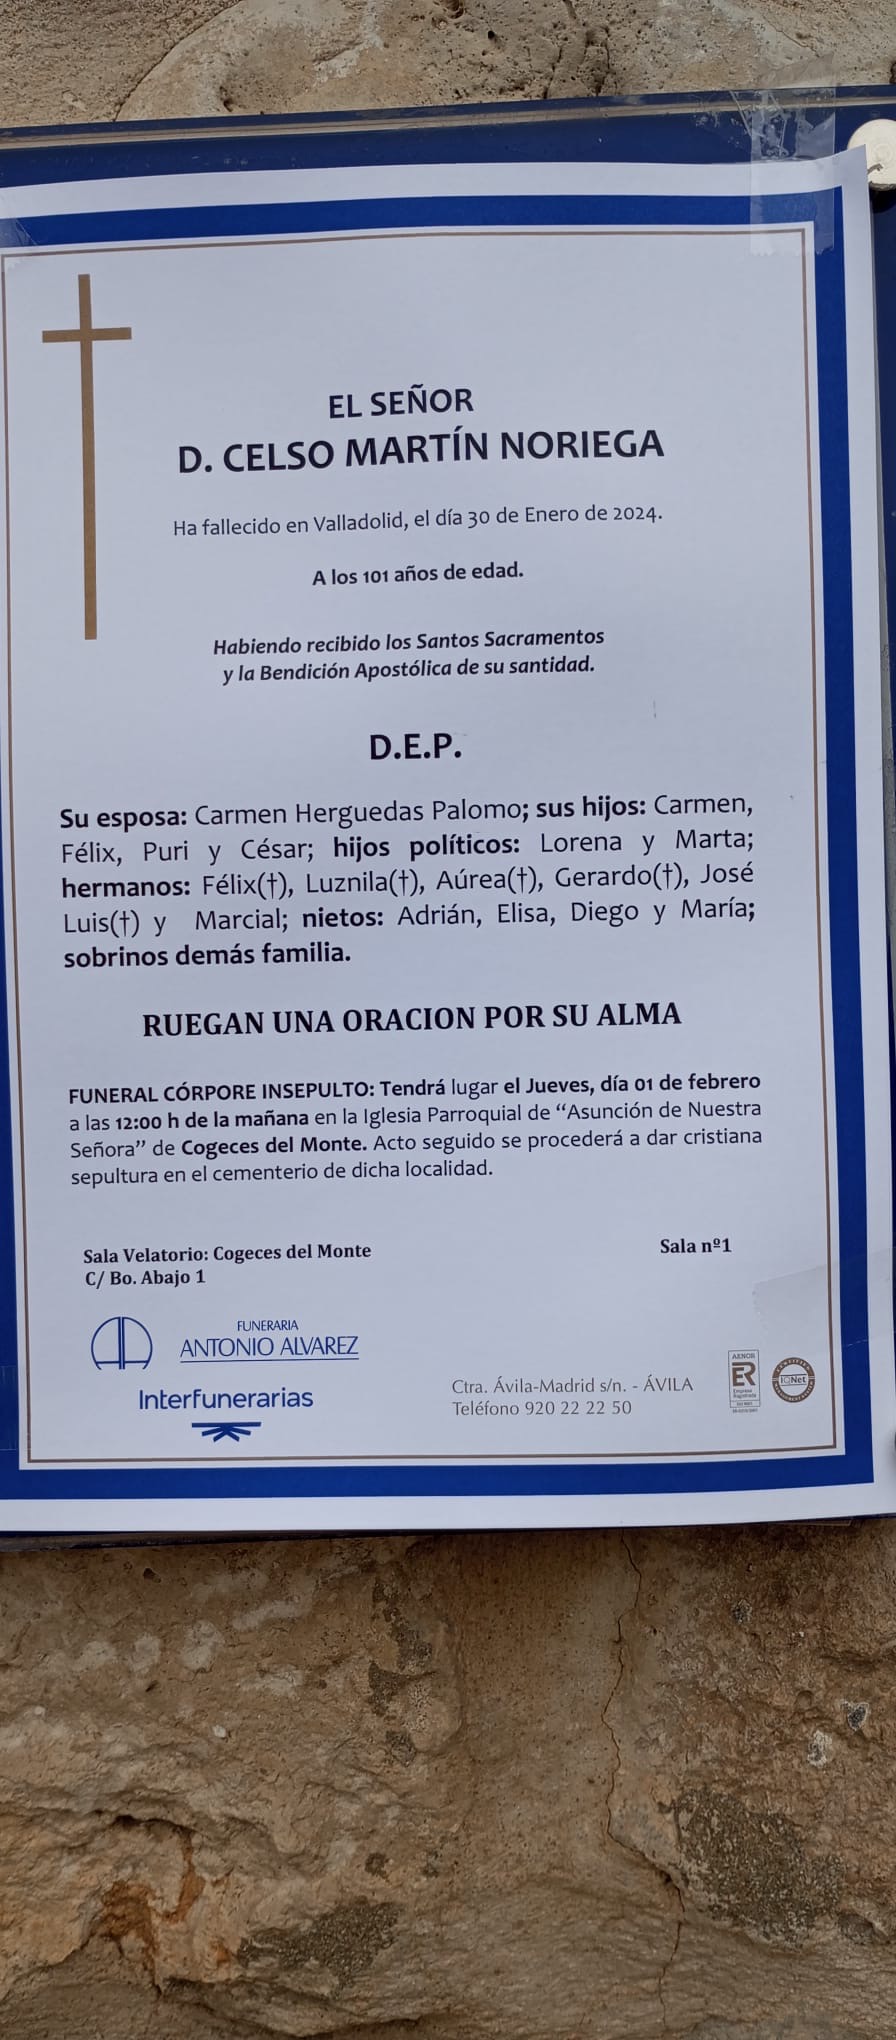 EL SEÑOR
D. CELSO MARTÍN NORIEGA
Ha fallecido en Valladolid, el día 30 de Enero de 2024.
A los 101 años de edad.
Habiendo recibido los Santos Sacramentos
y la Bendición Apostólica de su santidad.
D.E.P.
Su esposa: Carmen Herguedas Palomo; sus hijos: Carmen,
Félix, Puri y César; hijos políticos: Lorena y Marta;
hermanos: Félix(†), Luznila(†), Aúrea(†), Gerardo(†), José
Luis(†) y Marcial; nietos: Adrián, Elisa, Diego y María;
sobrinos demás familia.
RUEGAN UNA ORACION POR SU ALMA
FUNERAL CÓRPORE INSEPULTO: Tendrá lugar el Jueves, día 01 de febrero
a las 12:00 h de la mañana en la Iglesia Parroquial de “Asunción de Nuestra
Señora” de Cogeces del Monte. Acto seguido se procederá a dar cristiana
sepultura en el cementerio de dicha localidad.
Sala Velatorio: Cogeces del Monte
C/ Bo. Abajo 1
Sala nº1
FUNERARIA
ANTONIO ALVAREZ
Interfunerarias
Ctra. Ávila-Madrid s/n. - ÁVILA
Teléfono 920 22 22 50
AENOR
ER
Empresa
Registrada
IQNet